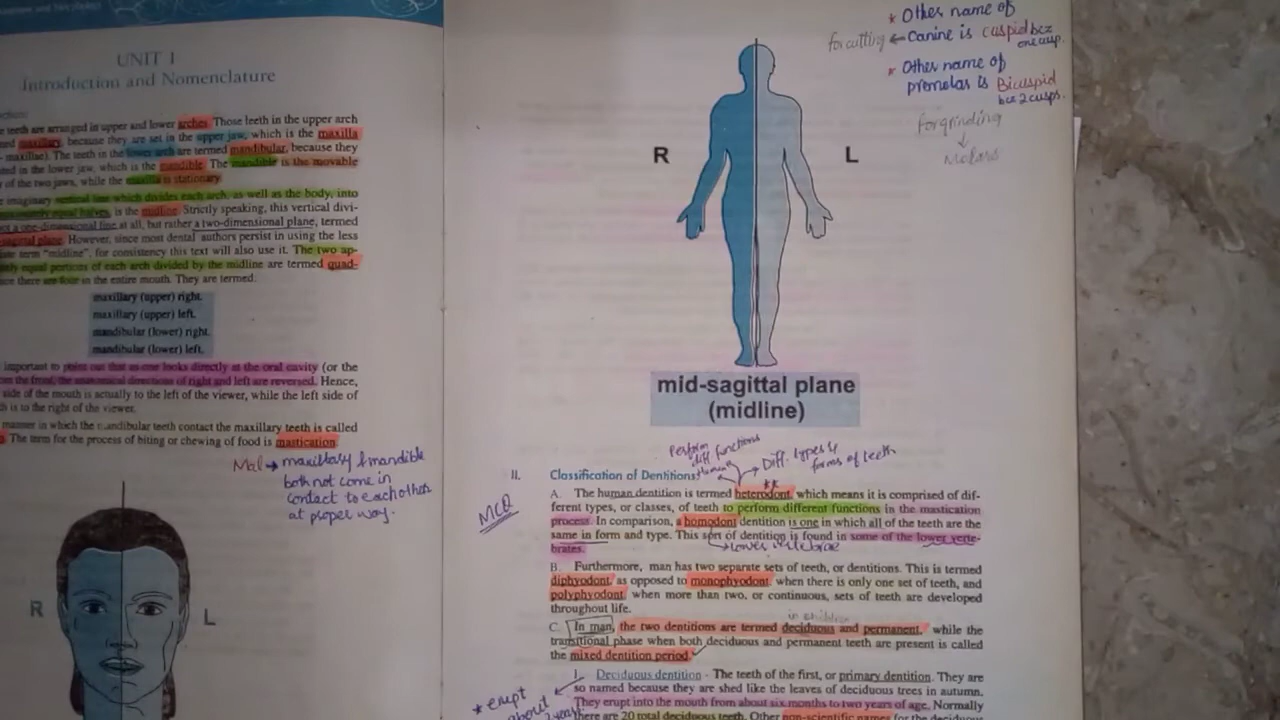 UNIT 1
Introduction and Nomenclature
teeth are arranged in upper and lower arches. Those teeth in the upper arch
maxillary, because they are set in the upper jaw, which is the maxilla
maxillae). The teeth in the lower arch are termed mandibular, because they
in the lower jaw, which is the mandible. The mandible is the movable
of the two jaws, while the maxilla is stationary.
imaginary vertical line which divides each arch, as well as the body, into
equal halves, is the midline. Strictly speaking, this vertical divi-
a one-dimensional line at all, but rather a two-dimensional plane, termed
sagittal plane. However, since most dental authors persist in using the less
term "midline", for consistency this text will also use it. The two ap-
equal portions of each arch divided by the midline are termed quad-
there are four in the entire mouth. They are termed:
maxillary (upper) right.
maxillary (upper) left.
mandibular (lower) right.
mandibular (lower) left.
important to point out that as one looks directly at the oral cavity (or the
the front, the anatomical directions of right and left are reversed. Hence,
side of the mouth is actually to the left of the viewer, while the left side of
is to the right of the viewer.
manner in which the mandibular teeth contact the maxillary teeth is called
The term for the process of biting or chewing of food is mastication.
Mal → maxillary & mandible
both not come in
contact to each other
at proper way.
R L
* Other name of
for cutting ← Canine is cuspid bcz
one cusp.
* Other name of
premolas is Bicuspid
bcz 2 cusps.
For grinding
↓
Molars
R L
mid-sagittal plane
(midline)
Perform
diff functions
→ Diff. types &
forms of teeth
II. Classification of Dentitions:
MCQ
A. The human dentition is termed heterodont, which means it is comprised of dif-
ferent types, or classes, of teeth to perform different functions in the mastication
process. In comparison, a homodont dentition is one in which all of the teeth are the
same in form and type. This sort of dentition is found in some of the lower verte-
brates.
→ Lower vertebrae
B. Furthermore, man has two separate sets of teeth, or dentitions. This is termed
diphyodont, as opposed to monophyodont, when there is only one set of teeth, and
polyphyodont, when more than two, or continuous, sets of teeth are developed
throughout life.
in children
C. In man, the two dentitions are termed deciduous and permanent, while the
transitional phase when both deciduous and permanent teeth are present is called
the mixed dentition period.
1. Deciduous dentition - The teeth of the first, or primary dentition. They are
so named because they are shed like the leaves of deciduous trees in autumn.
They erupt into the mouth from about six months to two years of age. Normally
there are 20 total deciduous teeth. Other non-scientific names for the deciduous
* erupt
about